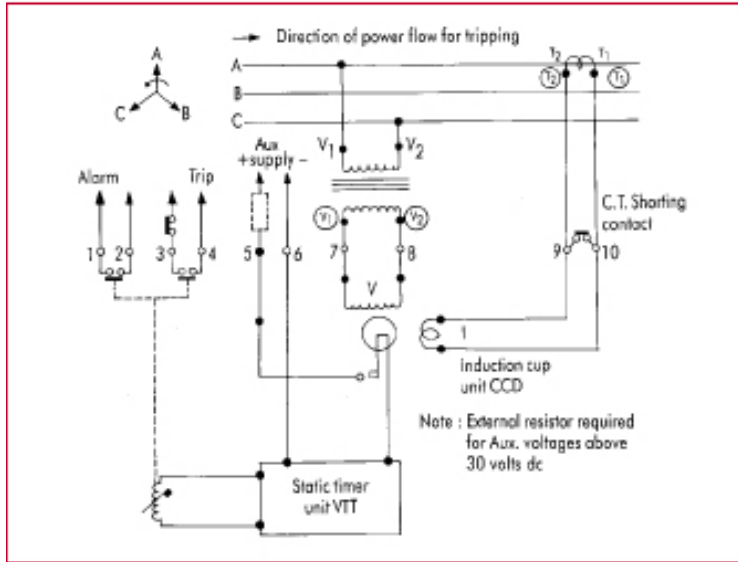 Direction of power flow for tripping
A
C
B
A
B
C
T2
T1
T2
T1
Aux
+supply –
V1
V2
Alarm
Trip
C.T. Shorting
contact
V1
V2
1
2
3
4
5
6
7
8
9
10
V
1
Induction cup
unit CCD
Note : External resistor required
for Aux. voltages above
30 volts dc
Static timer
unit VTT